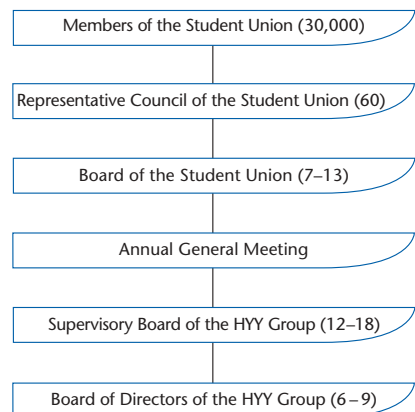 Members of the Student Union (30,000)
Representative Council of the Student Union (60)
Board of the Student Union (7–13)
Annual General Meeting
Supervisory Board of the HYY Group (12–18)
Board of Directors of the HYY Group (6–9)